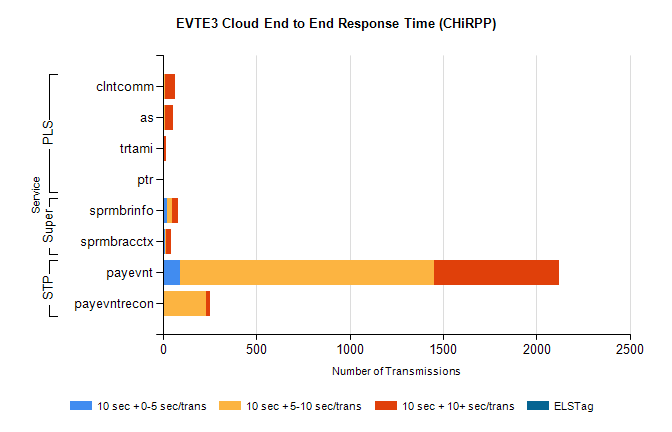 EVTE3 Cloud End to End Response Time (CHiRPP)
Service
PLS
clntcomm
as
trtami
ptr
Super
sprmbrinfo
sprmbracctx
STP
payevnt
payevntrecon
0 500 1000 1500 2000 2500
Number of Transmissions
10 sec +0-5 sec/trans 10 sec +5-10 sec/trans 10 sec + 10+ sec/trans ELSTag